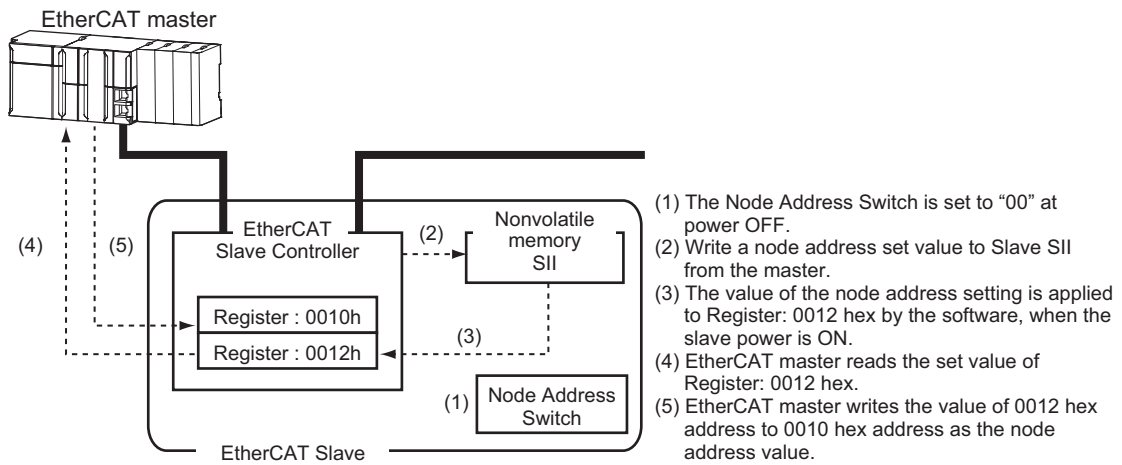 EtherCAT master
(4)
(5)
EtherCAT
Slave Controller
(2)
Nonvolatile
memory
SII
Register : 0010h
Register : 0012h
(3)
(1)
Node Address
Switch
EtherCAT Slave
(1) The Node Address Switch is set to “00” at
power OFF.
(2) Write a node address set value to Slave SII
from the master.
(3) The value of the node address setting is applied
to Register: 0012 hex by the software, when the
slave power is ON.
(4) EtherCAT master reads the set value of
Register: 0012 hex.
(5) EtherCAT master writes the value of 0012 hex
address to 0010 hex address as the node
address value.